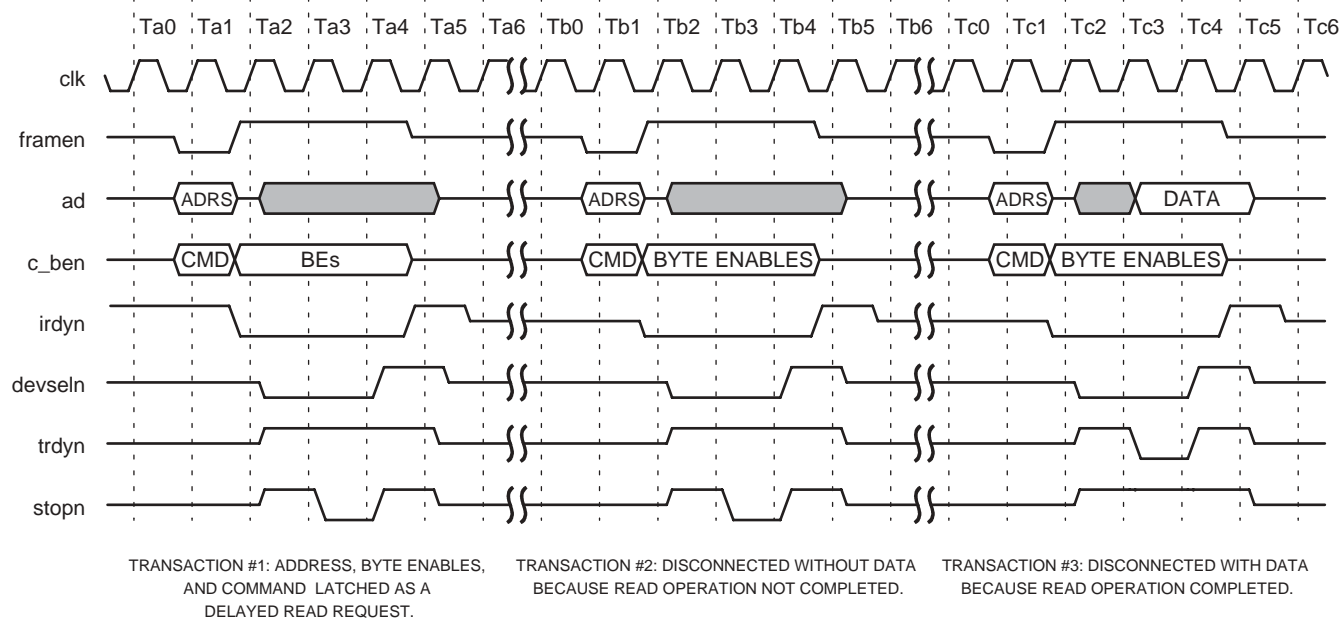 Ta0 Ta1 Ta2 Ta3 Ta4 Ta5 Ta6 Tb0 Tb1 Tb2 Tb3 Tb4 Tb5 Tb6 Tc0 Tc1 Tc2 Tc3 Tc4 Tc5 Tc6
clk
framen
ad ADRS ADRS ADRS DATA
c_ben CMD BEs CMD BYTE ENABLES CMD BYTE ENABLES
irdyn
devseln
trdyn
stopn
TRANSACTION #1: ADDRESS, BYTE ENABLES,
AND COMMAND LATCHED AS A
DELAYED READ REQUEST.
TRANSACTION #2: DISCONNECTED WITHOUT DATA
BECAUSE READ OPERATION NOT COMPLETED.
TRANSACTION #3: DISCONNECTED WITH DATA
BECAUSE READ OPERATION COMPLETED.